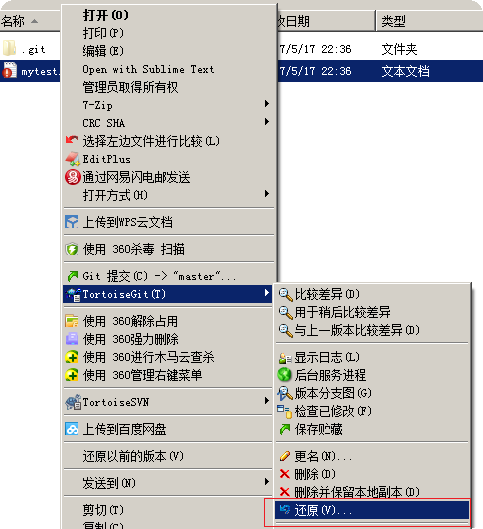 名称
日期
类型
.git
7/5/17 22:36
文件夹
mytest.
7/5/17 22:36
文本文档
打开(O)
打印(P)
编辑(E)
Open with Sublime Text
管理员取得所有权
7-Zip
CRC SHA
选择左边文件进行比较(L)
EditPlus
通过网易闪电邮发送
打开方式(H)
上传到WPS云文档
使用 360杀毒 扫描
Git 提交(C) -> "master"...
TortoiseGit(T)
使用 360解除占用
使用 360强力删除
使用 360进行木马云查杀
使用 360管理右键菜单
TortoiseSVN
上传到百度网盘
还原以前的版本(V)
发送到(N)
剪切(T)
复制(C)
比较差异(D)
用于稍后比较差异
与上一版本比较差异(D)
显示日志(L)
后台服务进程
版本分支图(G)
检查已修改(F)
保存贮藏
更名(N)...
删除(D)
删除并保留本地副本(D)
还原(V)...